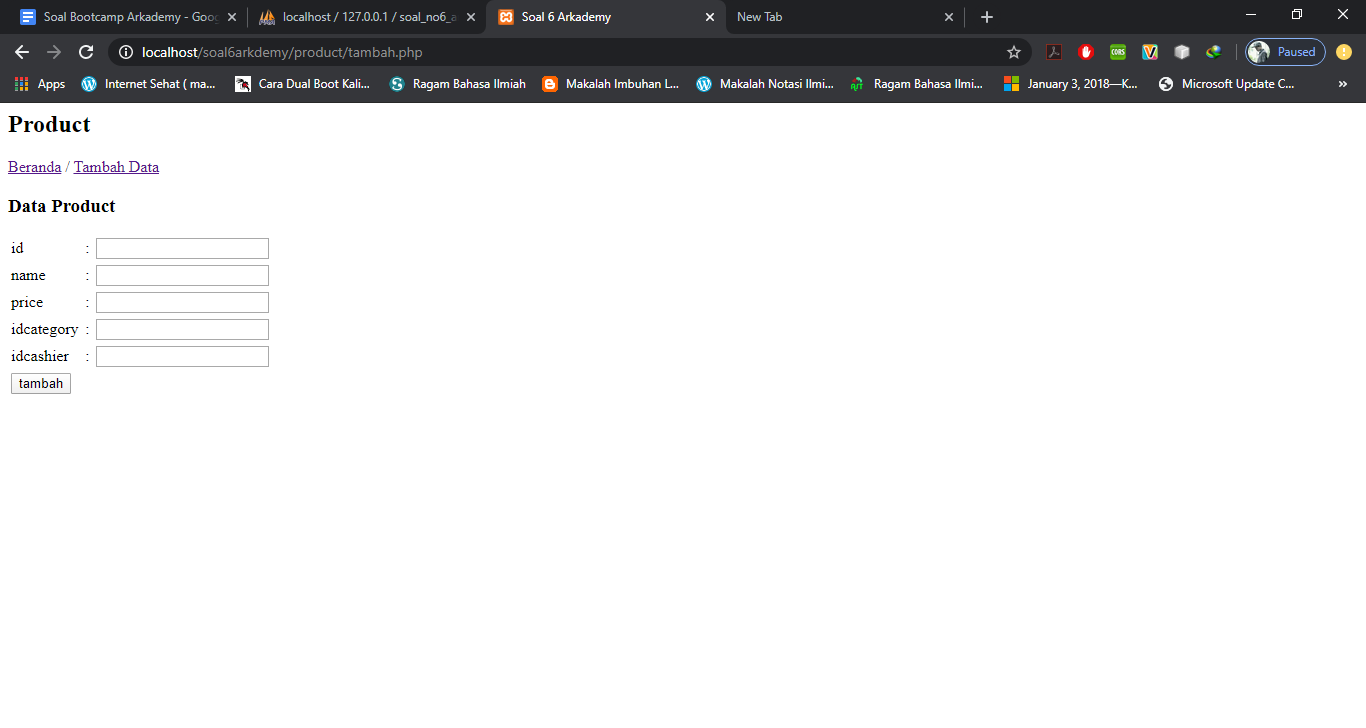 Soal Bootcamp Arkademy - Goog
localhost / 127.0.0.1 / soal_no6_a
Soal 6 Arkademy
New Tab
localhost/soal6arkdemy/product/tambah.php
CORS
Paused
Apps
Internet Sehat ( ma...
Cara Dual Boot Kali...
Ragam Bahasa Ilmiah
Makalah Imbuhan L...
Makalah Notasi Ilmi...
Ragam Bahasa Ilmi...
January 3, 2018—K...
Microsoft Update C...
Product
Beranda / Tambah Data
Data Product
id :
name :
price :
idcategory :
idcashier :
tambah